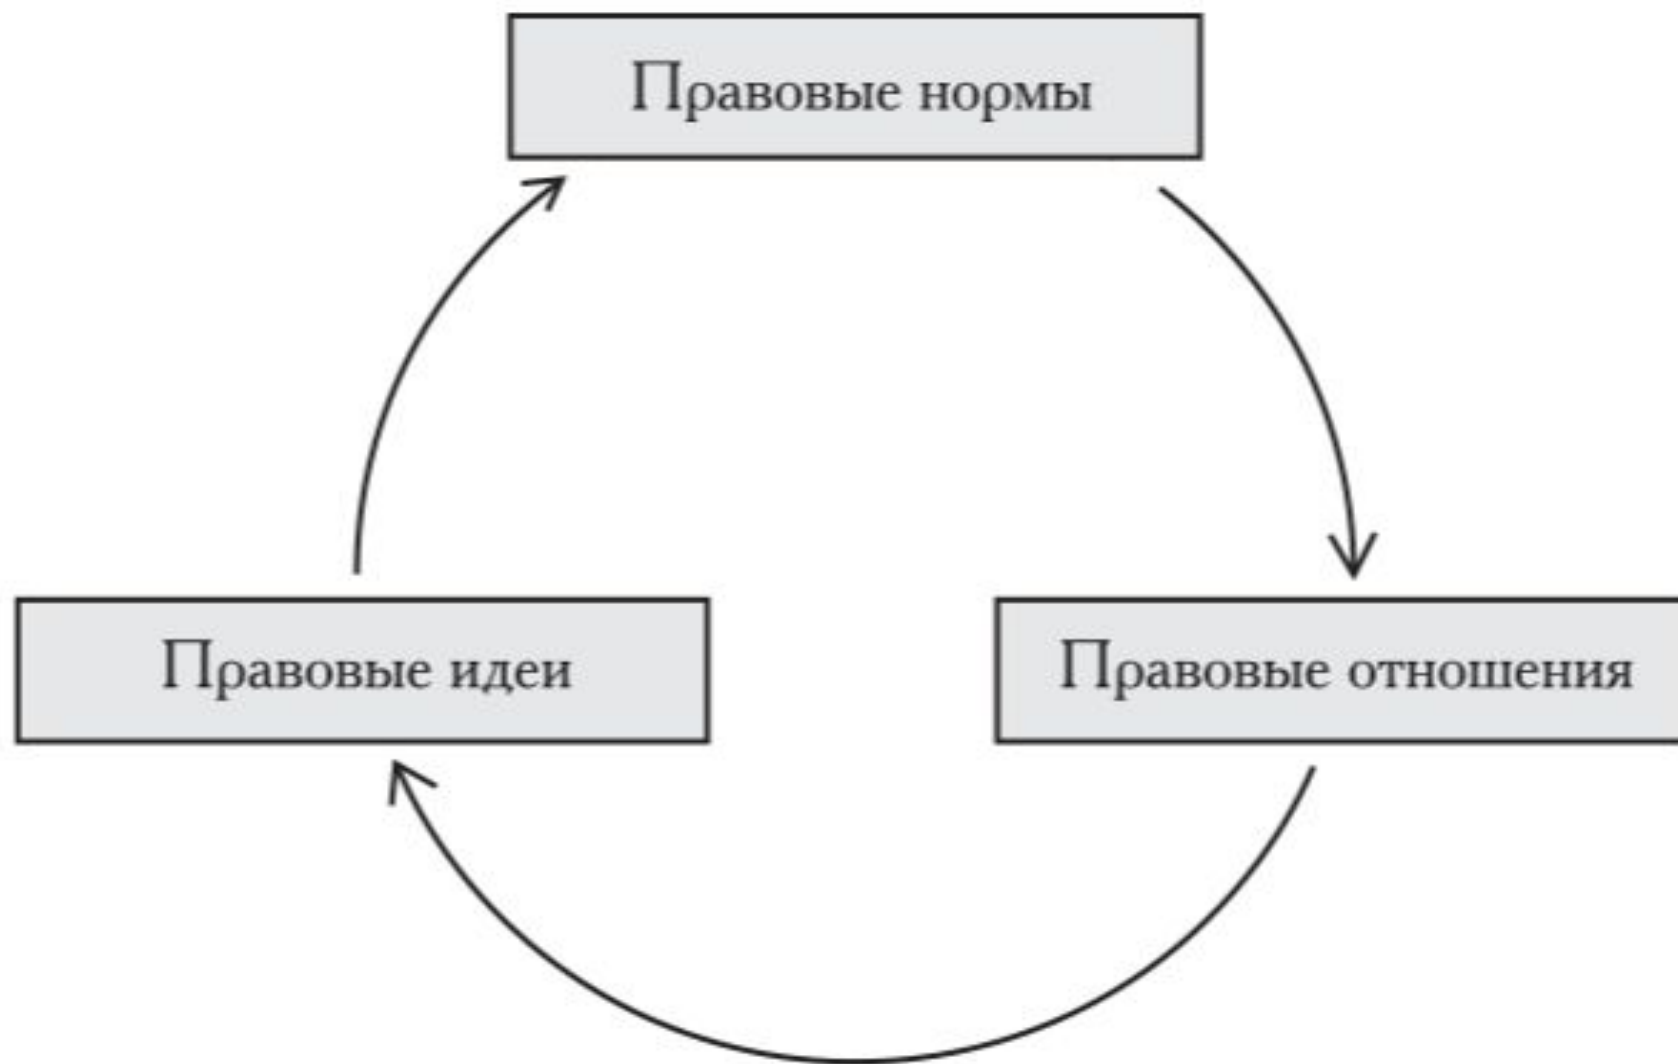 Правовые нормы
Правовые идеи
Правовые отношения